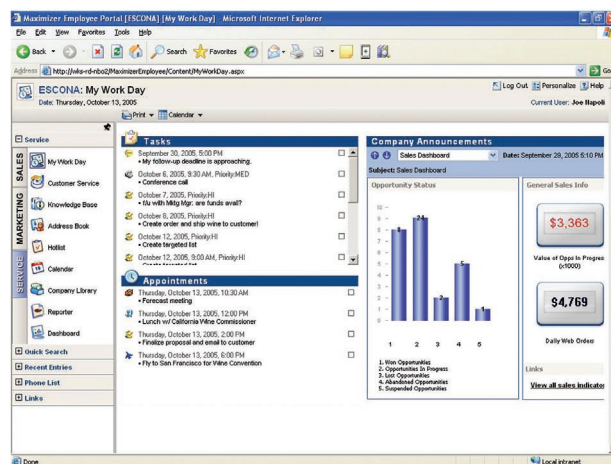 Maximizer Employee Portal [ESCONA] [My Work Day] - Microsoft Internet Explorer
File Edit View Favorites Tools Help
Back Search Favorites
Address http://wks-rd-nbo2/MaximizerEmployee/Content/MyWorkDay.aspx Go
ESCONA: My Work Day
Log Out Personalize Help
Date: Thursday, October 13, 2005
Current User: Joe Napoli
Print Calendar
SALES
MARKETING
SERVICE
Service
My Work Day
Customer Service
Knowledge Base
Address Book
Hotlist
Calendar
Company Library
Reporter
Dashboard
Quick Search
Recent Entries
Phone List
Links
Tasks
September 30, 2005, 5:00 PM
• My follow-up deadline is approaching.
October 6, 2005, 9:30 AM, Priority:MED
• Conference call
October 7, 2005, Priority:HI
• f/u with Mktg Mgr: are funds avail?
October 8, 2005, Priority:HI
• Create order and ship wine to customer!
October 12, 2005, Priority:HI
• Create targeted list
October 12, 2005, 9:00 AM, Priority:HI
• Create targeted list
Appointments
Thursday, October 13, 2005, 10:30 AM
• Forecast meeting
Thursday, October 13, 2005, 12:00 PM
• Lunch w/ California Wine Commissioner
Thursday, October 13, 2005, 2:00 PM
• Finalize proposal and email to customer
Thursday, October 13, 2005, 6:00 PM
• Fly to San Francisco for Wine Convention
Company Announcements
Sales Dashboard Date: September 29, 2005 5:10 PM
Subject: Sales Dashboard
Opportunity Status
10
9
8
7
6
5
4
3
2
1
0
8
24
2
5
1
1 2 3 4 5
1. Won Opportunities
2. Opportunities In Progress
3. Lost Opportunities
4. Abandoned Opportunities
5. Suspended Opportunities
General Sales Info
$3,363
Value of Opps In Progres
(x1000)
$4,769
Daily Web Orders
Links
View all sales indicator
Done
Local intranet